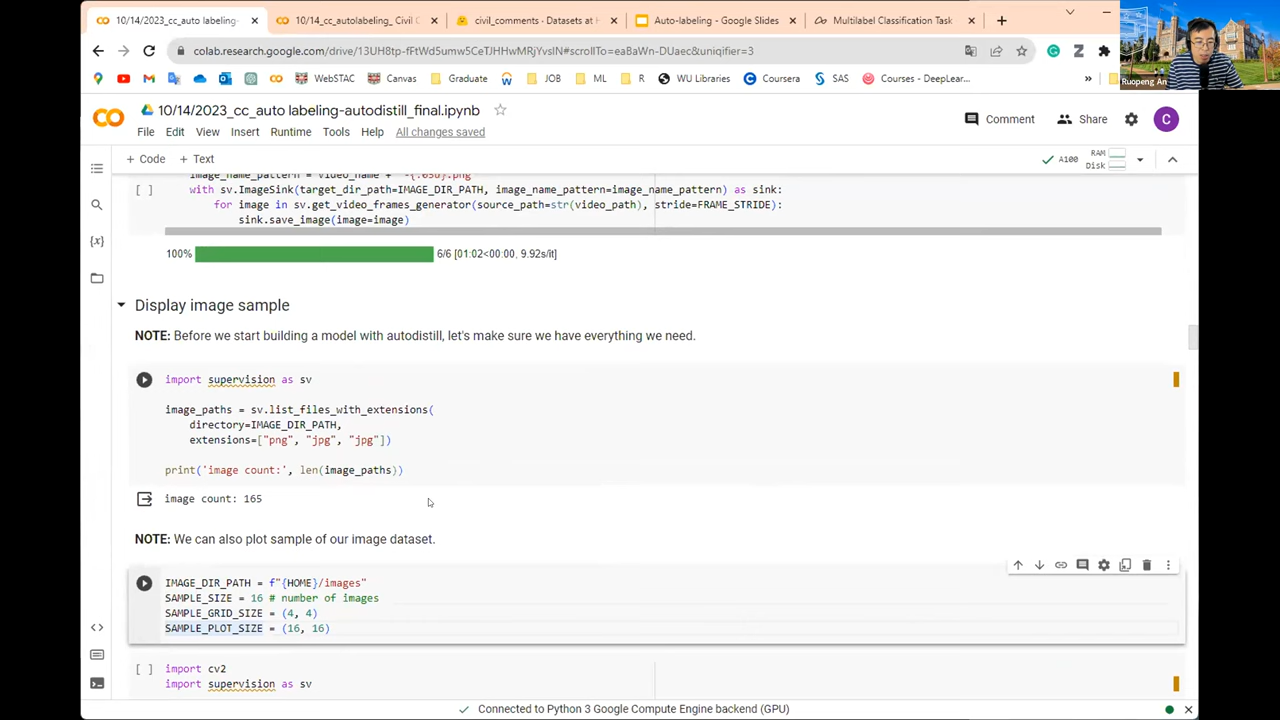 10/14/2023_cc_auto labeling-
10/14_cc_autolabeling_ Civil C
civil_comments · Datasets at H
Auto-labeling - Google Slides
Multilabel Classification Task
colab.research.google.com/drive/13UH8tp-fFtWd5umw5CeTJHHwMRjYvslN#scrollTo=ea8aWn-DUaec&uniqifier=3
WebSTAC
Canvas
Graduate
JOB
ML
R
WU Libraries
Coursera
SAS
Courses - DeepLear...
Ruopeng An
10/14/2023_cc_auto labeling-autodistill_final.ipynb
File Edit View Insert Runtime Tools Help All changes saved
Comment
Share
C
+ Code + Text
A100
RAM
Disk
image_name_pattern = video_name + "-{:05d}.png"
[ ] with sv.ImageSink(target_dir_path=IMAGE_DIR_PATH, image_name_pattern=image_name_pattern) as sink:
for image in sv.get_video_frames_generator(source_path=str(video_path), stride=FRAME_STRIDE):
sink.save_image(image=image)
100% 6/6 [01:02<00:00, 9.92s/it]
Display image sample
NOTE: Before we start building a model with autodistill, let's make sure we have everything we need.
import supervision as sv
image_paths = sv.list_files_with_extensions(
directory=IMAGE_DIR_PATH,
extensions=["png", "jpg", "jpg"])
print('image count:', len(image_paths))
image count: 165
NOTE: We can also plot sample of our image dataset.
IMAGE_DIR_PATH = f"{HOME}/images"
SAMPLE_SIZE = 16 # number of images
SAMPLE_GRID_SIZE = (4, 4)
SAMPLE_PLOT_SIZE = (16, 16)
[ ] import cv2
import supervision as sv
Connected to Python 3 Google Compute Engine backend (GPU)